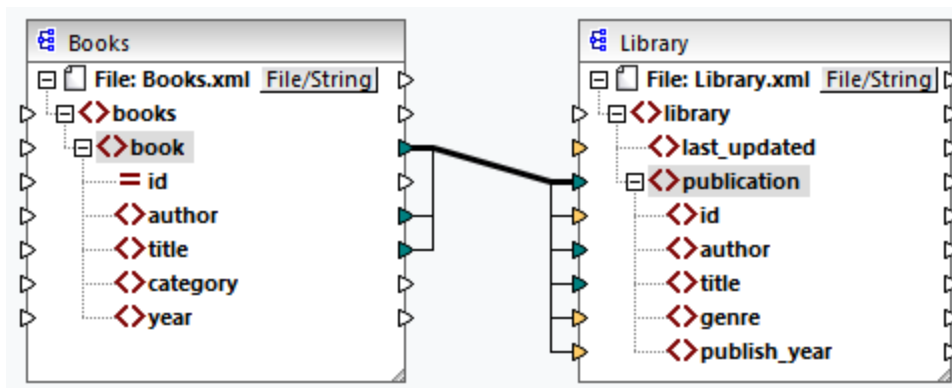 Books
File: Books.xml File/String
books
book
id
author
title
category
year
Library
File: Library.xml File/String
library
last_updated
publication
id
author
title
genre
publish_year